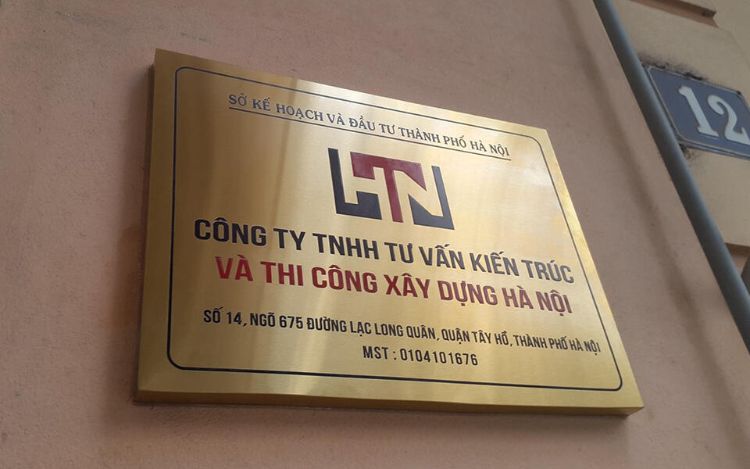 SỞ KẾ HOẠCH VÀ ĐẦU TƯ THÀNH PHỐ HÀ NỘI
HTN
CÔNG TY TNHH TƯ VẤN KIẾN TRÚC
VÀ THI CÔNG XÂY DỰNG HÀ NỘI
SỐ 14, NGÕ 675 ĐƯỜNG LẠC LONG QUÂN, QUẬN TÂY HỒ, THÀNH PHỐ HÀ NỘI
MST : 0104101676
12